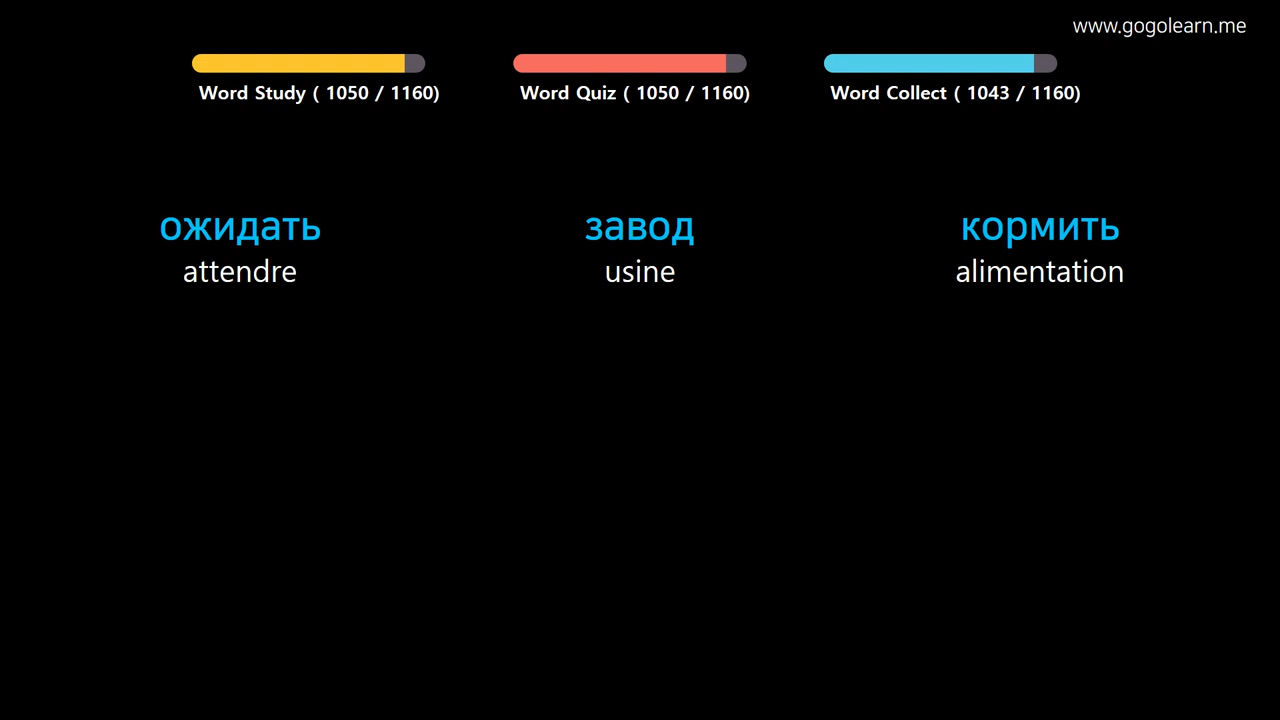 www.gogolearn.me
Word Study ( 1050 / 1160)
Word Quiz ( 1050 / 1160)
Word Collect ( 1043 / 1160)
ожидать
attendre
завод
usine
кормить
alimentation